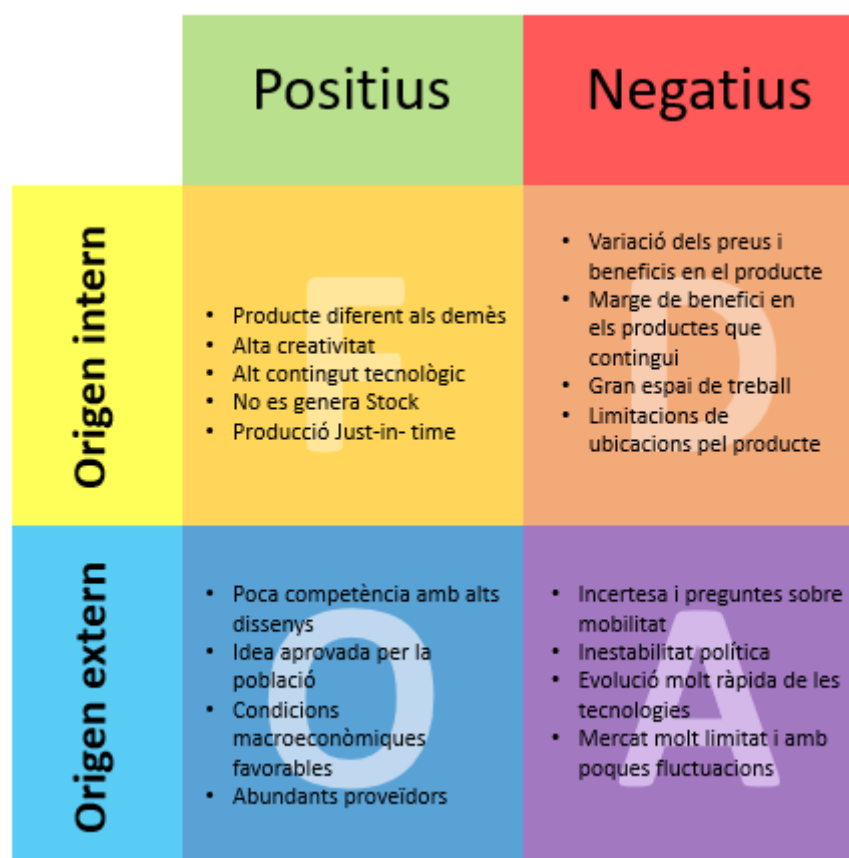 Positius
Negatius
Origen intern
F
• Producte diferent als demès
• Alta creativitat
• Alt contingut tecnològic
• No es genera Stock
• Producció Just-in- time
D
• Variació dels preus i
beneficis en el producte
• Marge de benefici en
els productes que
contingui
• Gran espai de treball
• Limitacions de
ubicacions pel producte
Origen extern
O
• Poca competència amb alts
dissenys
• Idea aprovada per la
població
• Condicions
macroeconòmiques
favorables
• Abundants proveïdors
A
• Incertesa i preguntes sobre
mobilitat
• Inestabilitat política
• Evolució molt ràpida de les
tecnologies
• Mercat molt limitat i amb
poques fluctuacions